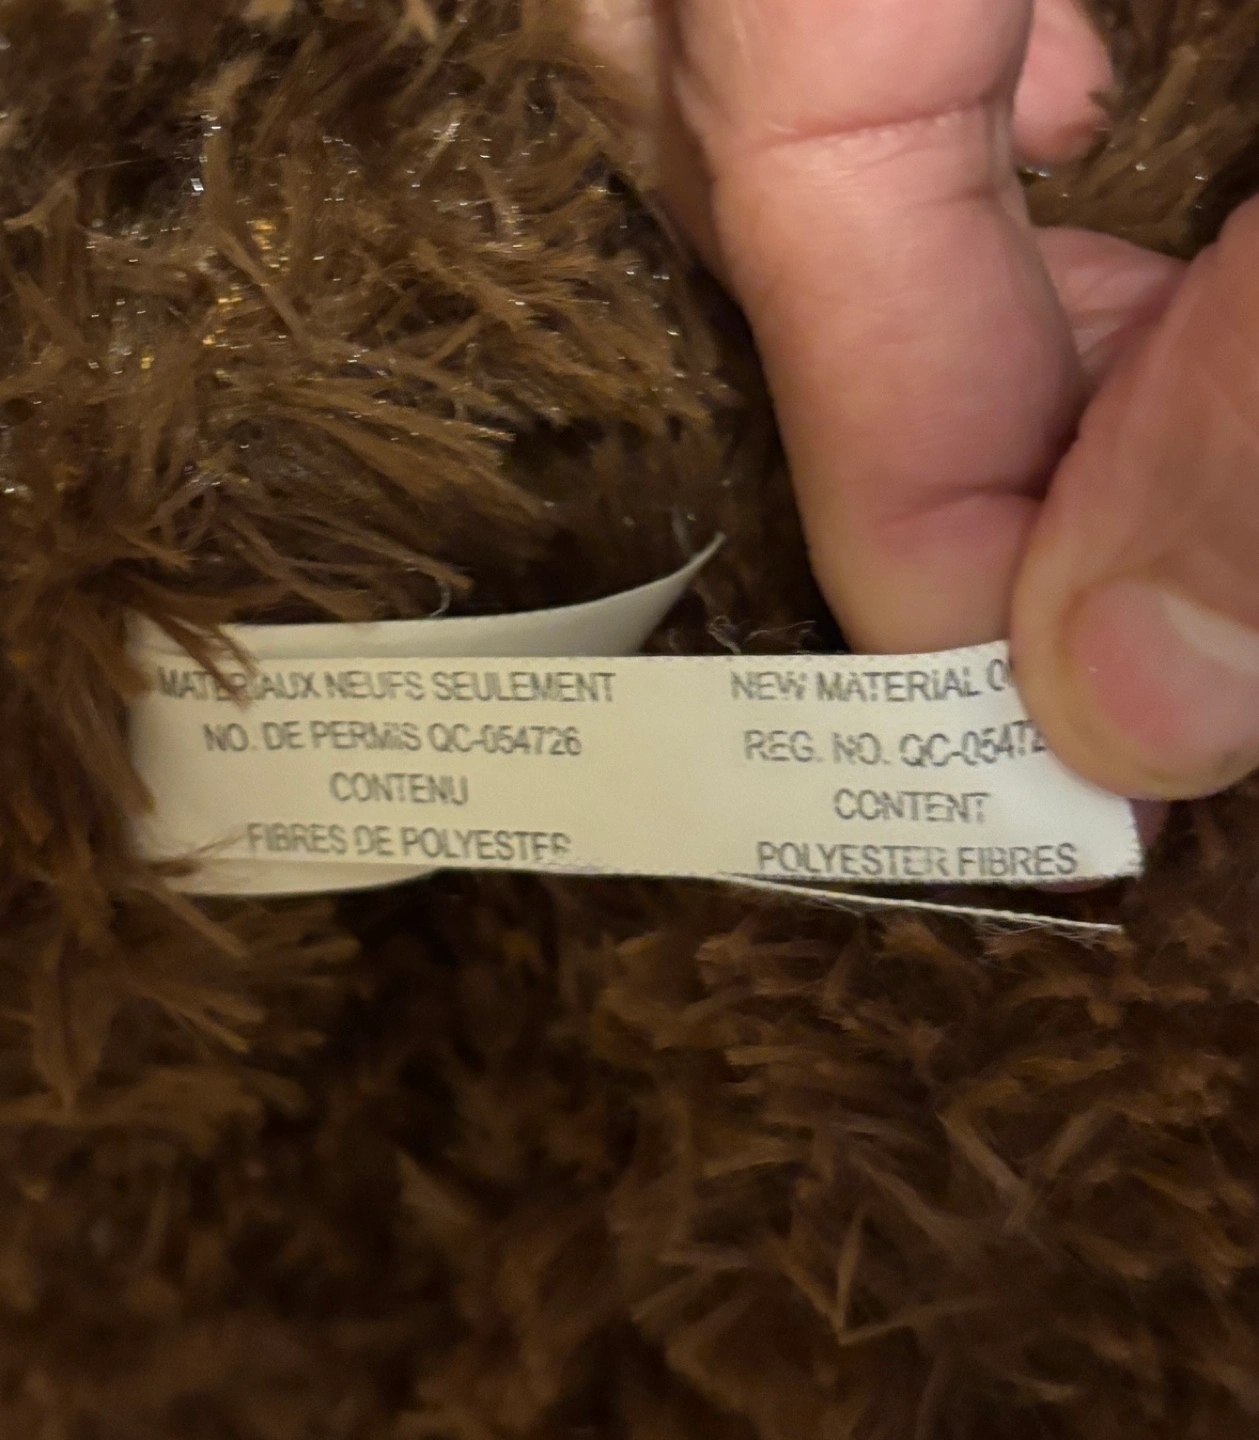 MATERIAUX NEUFS SEULEMENT
NO. DE PERMIS QC-054726
CONTENU
FIBRES DE POLYESTER
NEW MATERIAL
REG. NO.
CONTENT
POLYESTER FIBRES